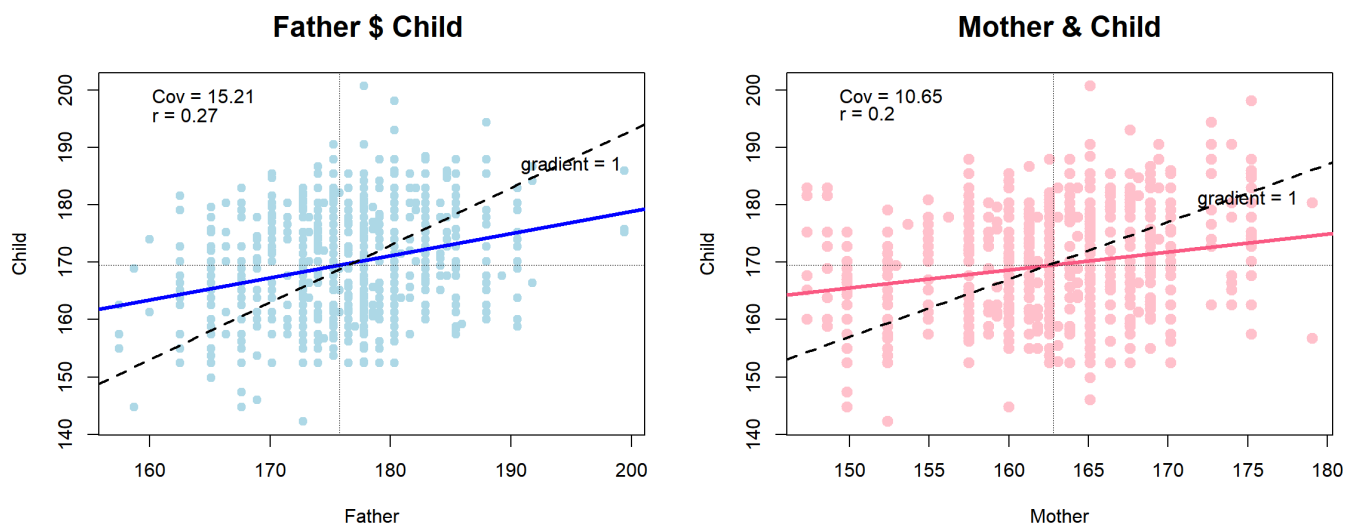 Father $ Child
Cov = 15.21
r = 0.27
gradient = 1
200
190
180
170
160
150
140
Child
160
170
180
190
200
Father
Mother & Child
Cov = 10.65
r = 0.2
gradient = 1
200
190
180
170
160
150
140
Child
150
155
160
165
170
175
180
Mother